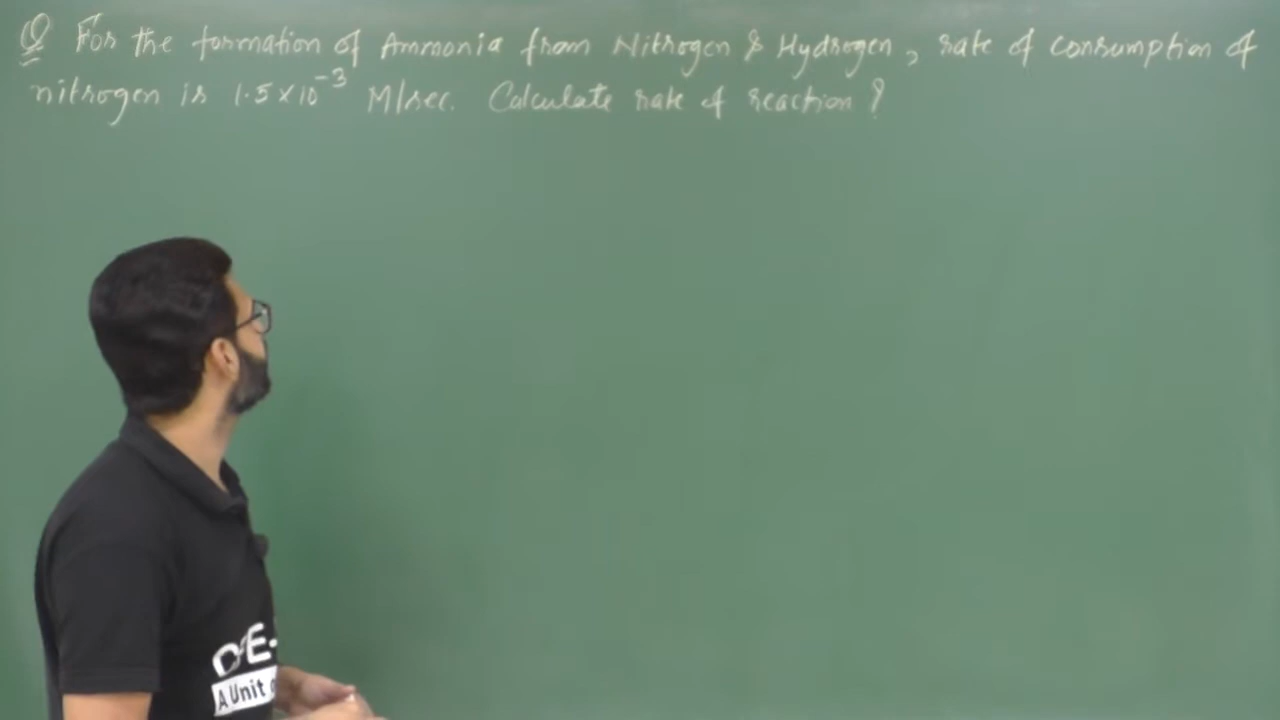 Q For the formation of Ammonia from Nitrogen & Hydrogen, rate of consumption of
nitrogen is 1.5×10⁻³ M/sec. Calculate rate of reaction ?
A Unit